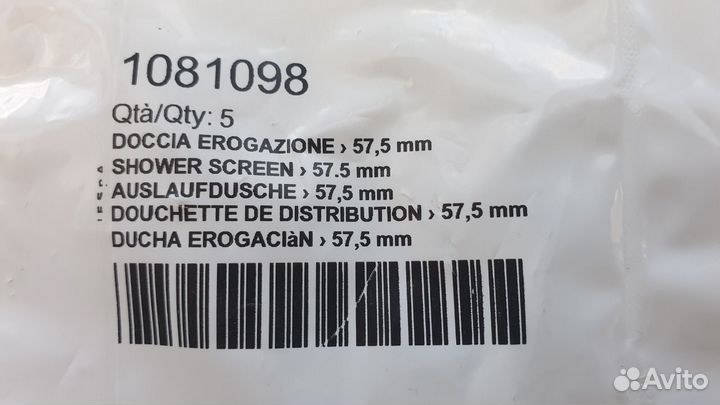 1081098
Qtà/Qty: 5
DOCCIA EROGAZIONE › 57,5 mm
SHOWER SCREEN › 57.5 mm
AUSLAUFDUSCHE › 57,5 mm
DOUCHETTE DE DISTRIBUTION › 57,5 mm
DUCHA EROGACIàN › 57,5 mm
Avito